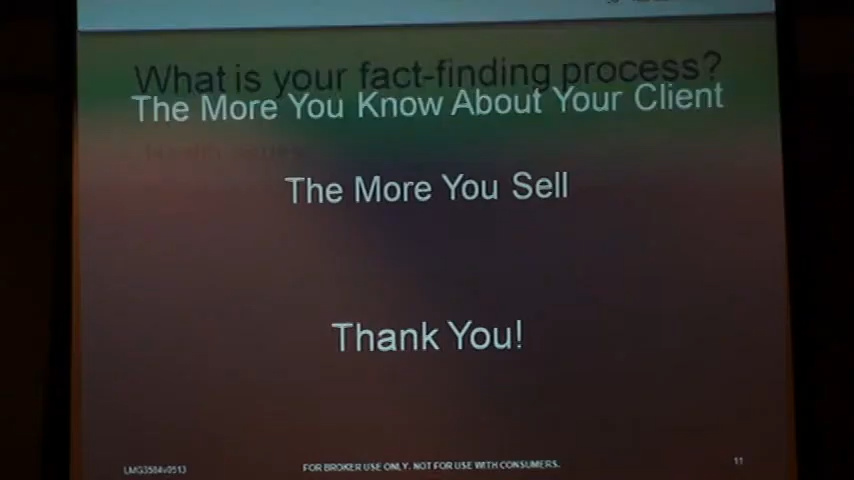 What is your fact-finding process?
The More You Know About Your Client
The More You Sell
Thank You!
LMG3584v0513
FOR BROKER USE ONLY. NOT FOR USE WITH CONSUMERS.
11